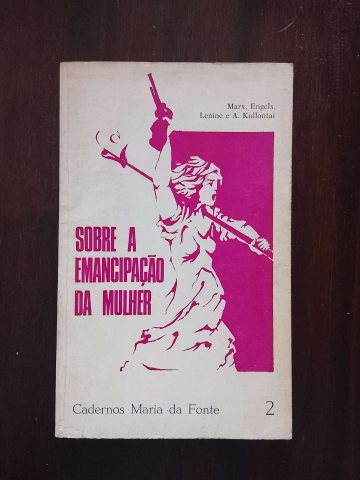 Marx, Engels,
Lenine e A. Kollontai
SOBRE A
EMANCIPAÇÃO
DA MULHER
Cadernos Maria da Fonte 2